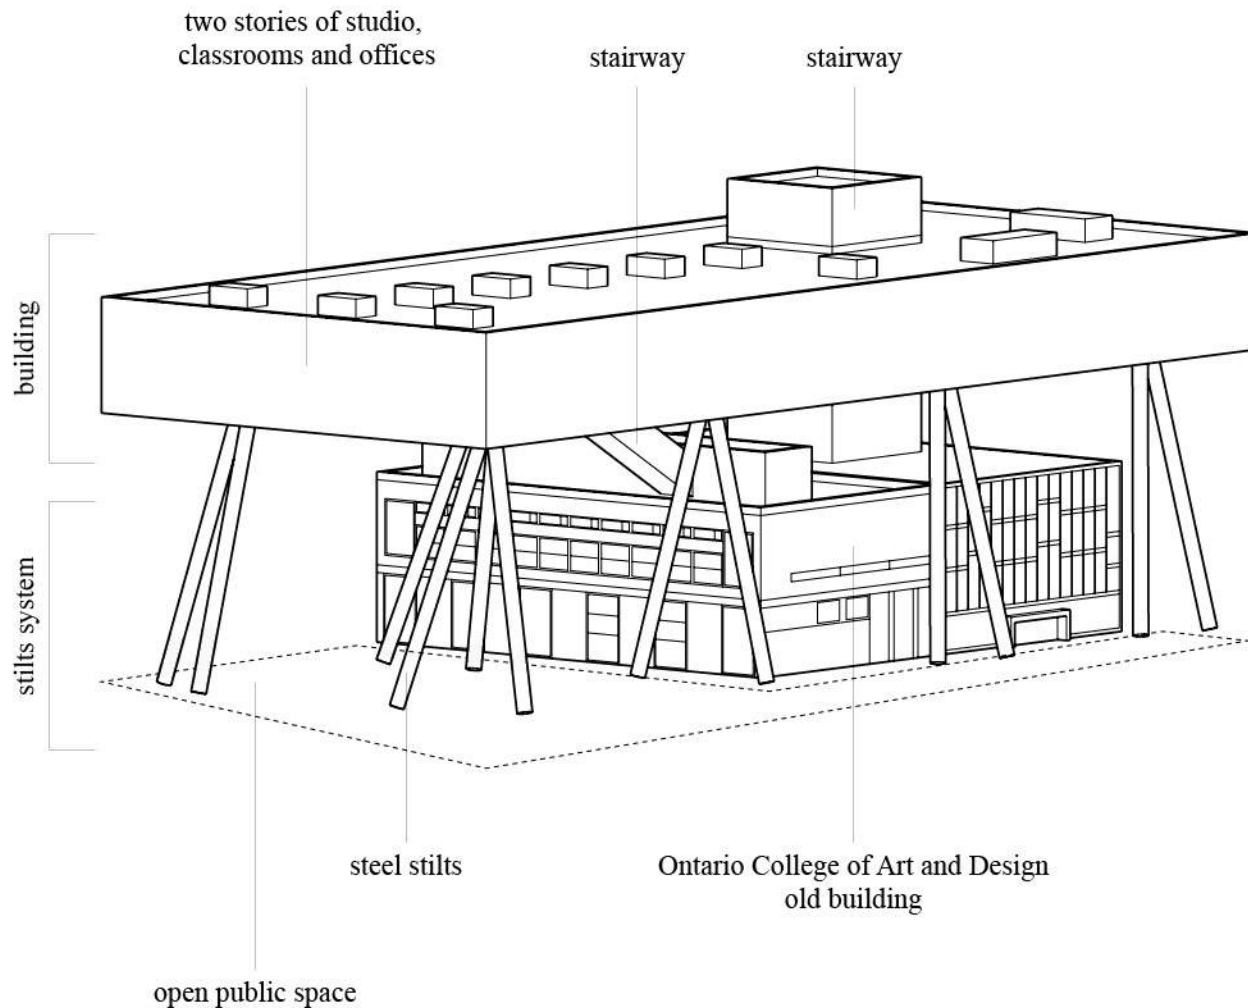 two stories of studio,
classrooms and offices
stairway
stairway
building
stilts system
steel stilts
Ontario College of Art and Design
old building
open public space